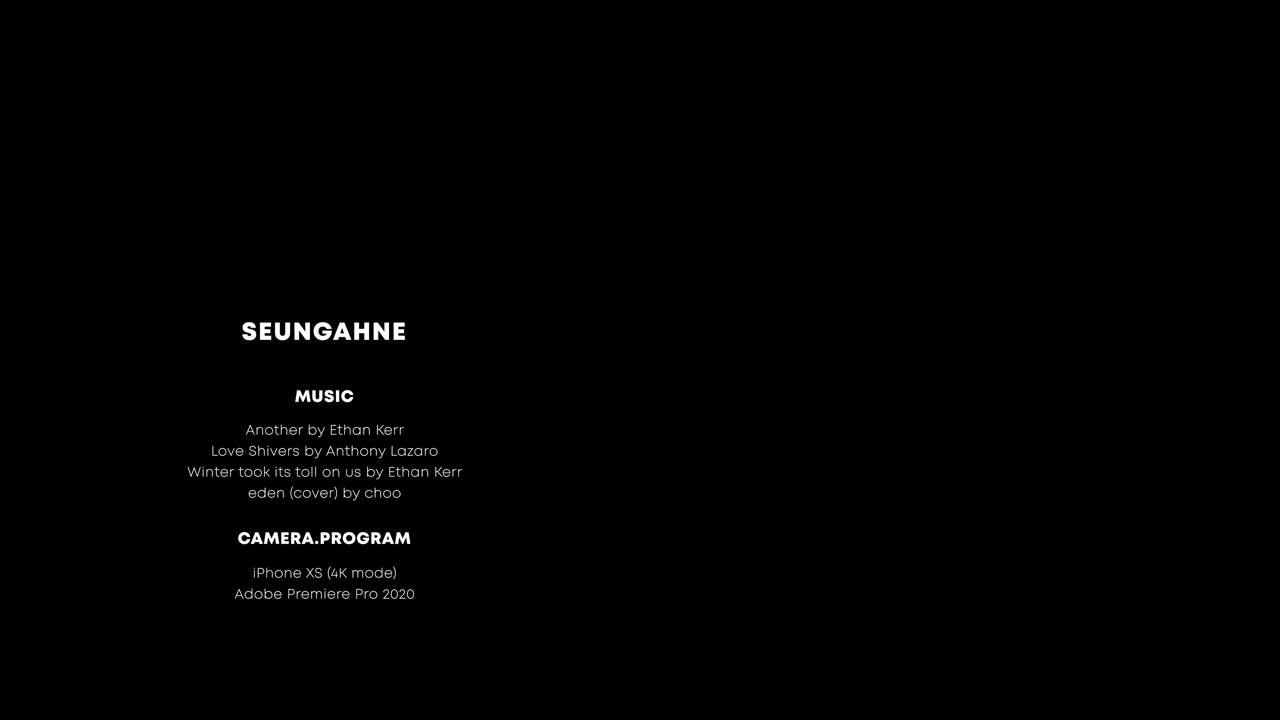 SEUNGAHNE
MUSIC
Another by Ethan Kerr
Love Shivers by Anthony Lazaro
Winter took its toll on us by Ethan Kerr
eden (cover) by choo
CAMERA.PROGRAM
iPhone XS (4K mode)
Adobe Premiere Pro 2020